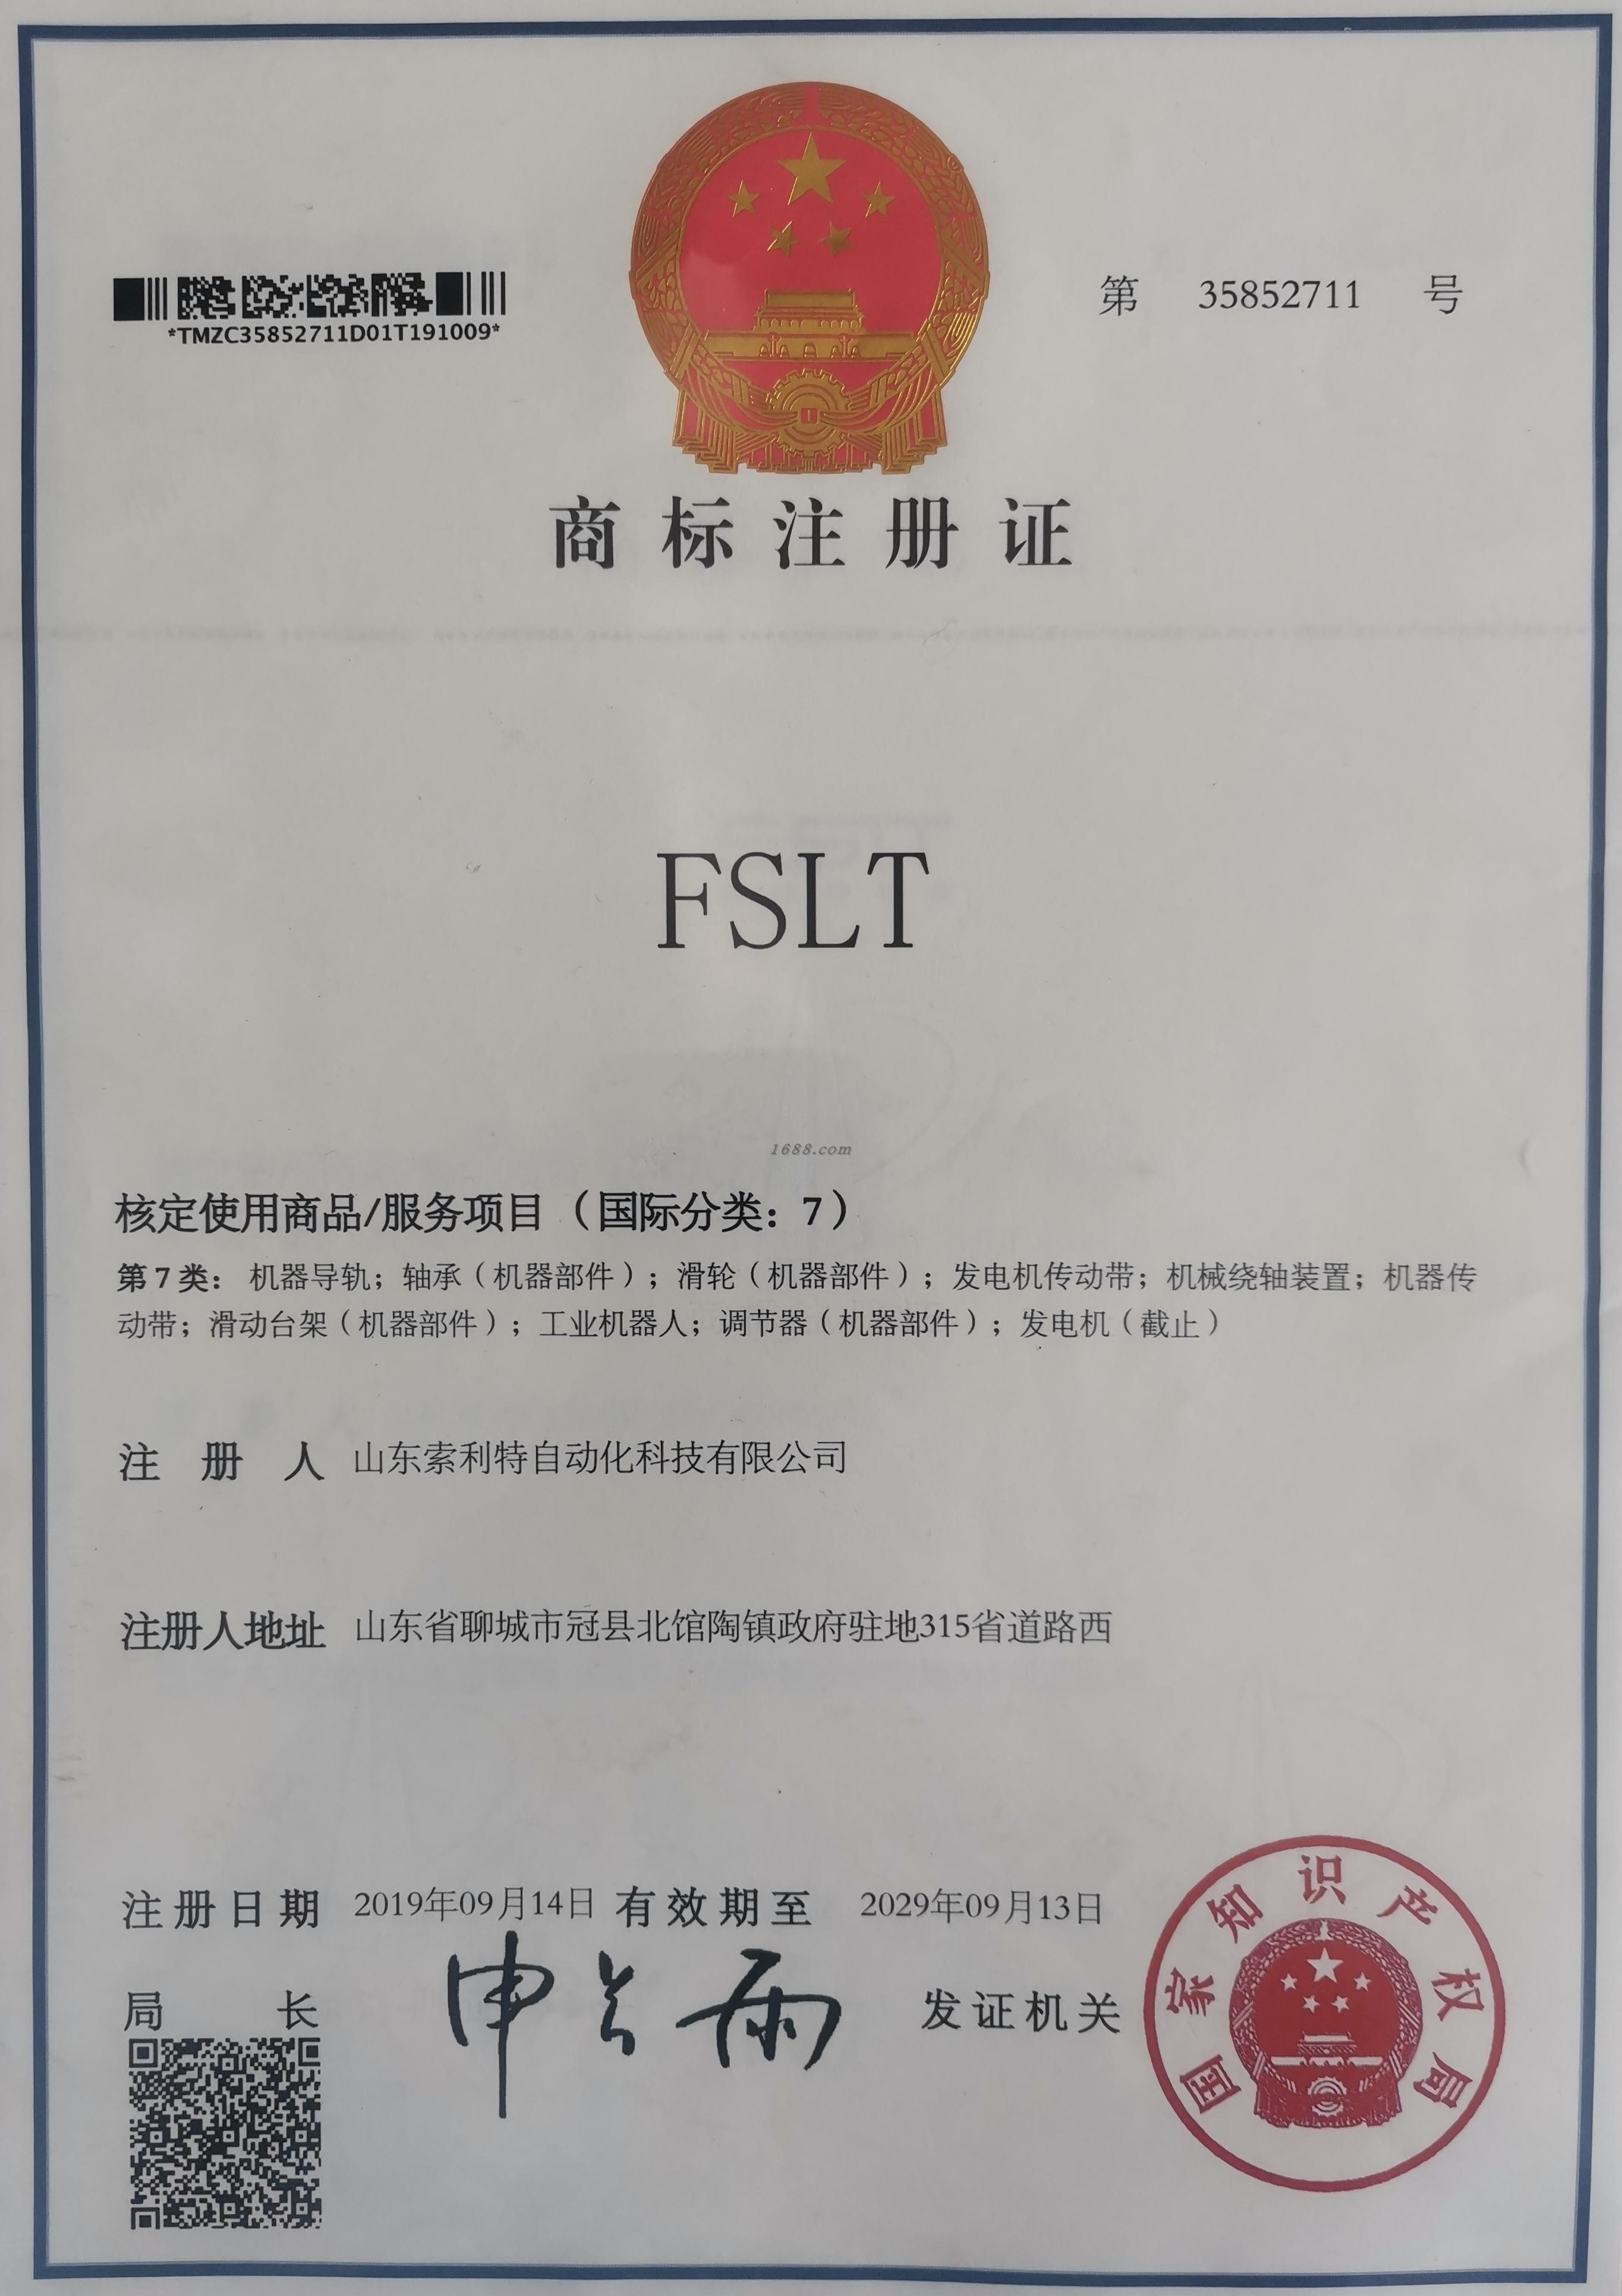 *TMZC35852711D01T191009*
第 35852711 号
商标注册证
FSLT
1688.com
核定使用商品/服务项目（国际分类：7）
第7类：机器导轨；轴承（机器部件）；滑轮（机器部件）；发电机传动带；机械绕轴装置；机器传
动带；滑动台架（机器部件）；工业机器人；调节器（机器部件）；发电机（截止）
注册人 山东索利特自动化科技有限公司
注册人地址 山东省聊城市冠县北馆陶镇政府驻地315省道路西
注册日期 2019年09月14日 有效期至 2029年09月13日
局长 申长雨 发证机关
国家知识产权局